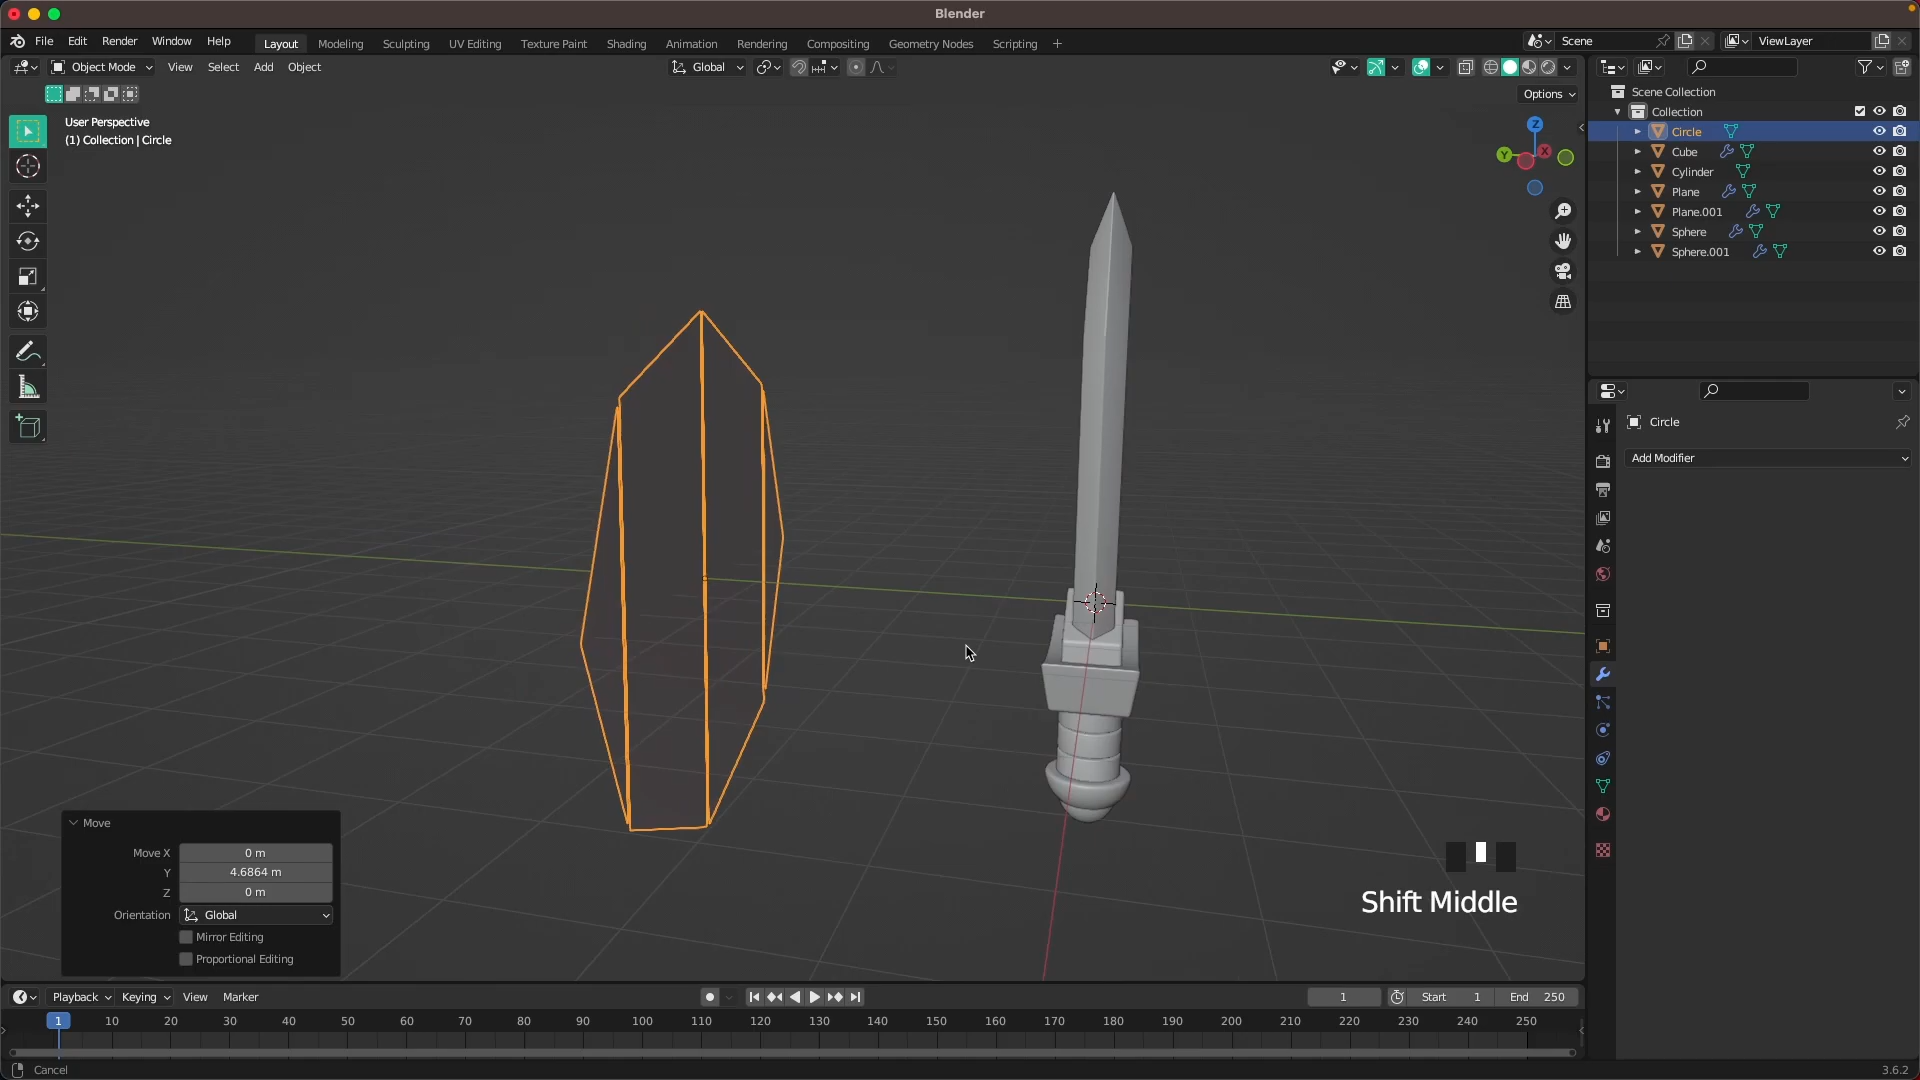 Blender
File Edit Render Window Help
Layout Modeling Sculpting UV Editing Texture Paint Shading Animation Rendering Compositing Geometry Nodes Scripting +
Scene
ViewLayer
Object Mode View Select Add Object
Global
Options
User Perspective
(1) Collection | Circle
Z
Y
X
Scene Collection
Collection
Circle
Cube
Cylinder
Plane
Plane.001
Sphere
Sphere.001
Circle
Add Modifier
Move
Move X 0 m
Y 4.6864 m
Z 0 m
Orientation Global
Mirror Editing
Proportional Editing
Shift Middle
Playback Keying View Marker
1
Start 1
End 250
1 10 20 30 40 50 60 70 80 90 100 110 120 130 140 150 160 170 180 190 200 210 220 230 240 250
Cancel
3.6.2